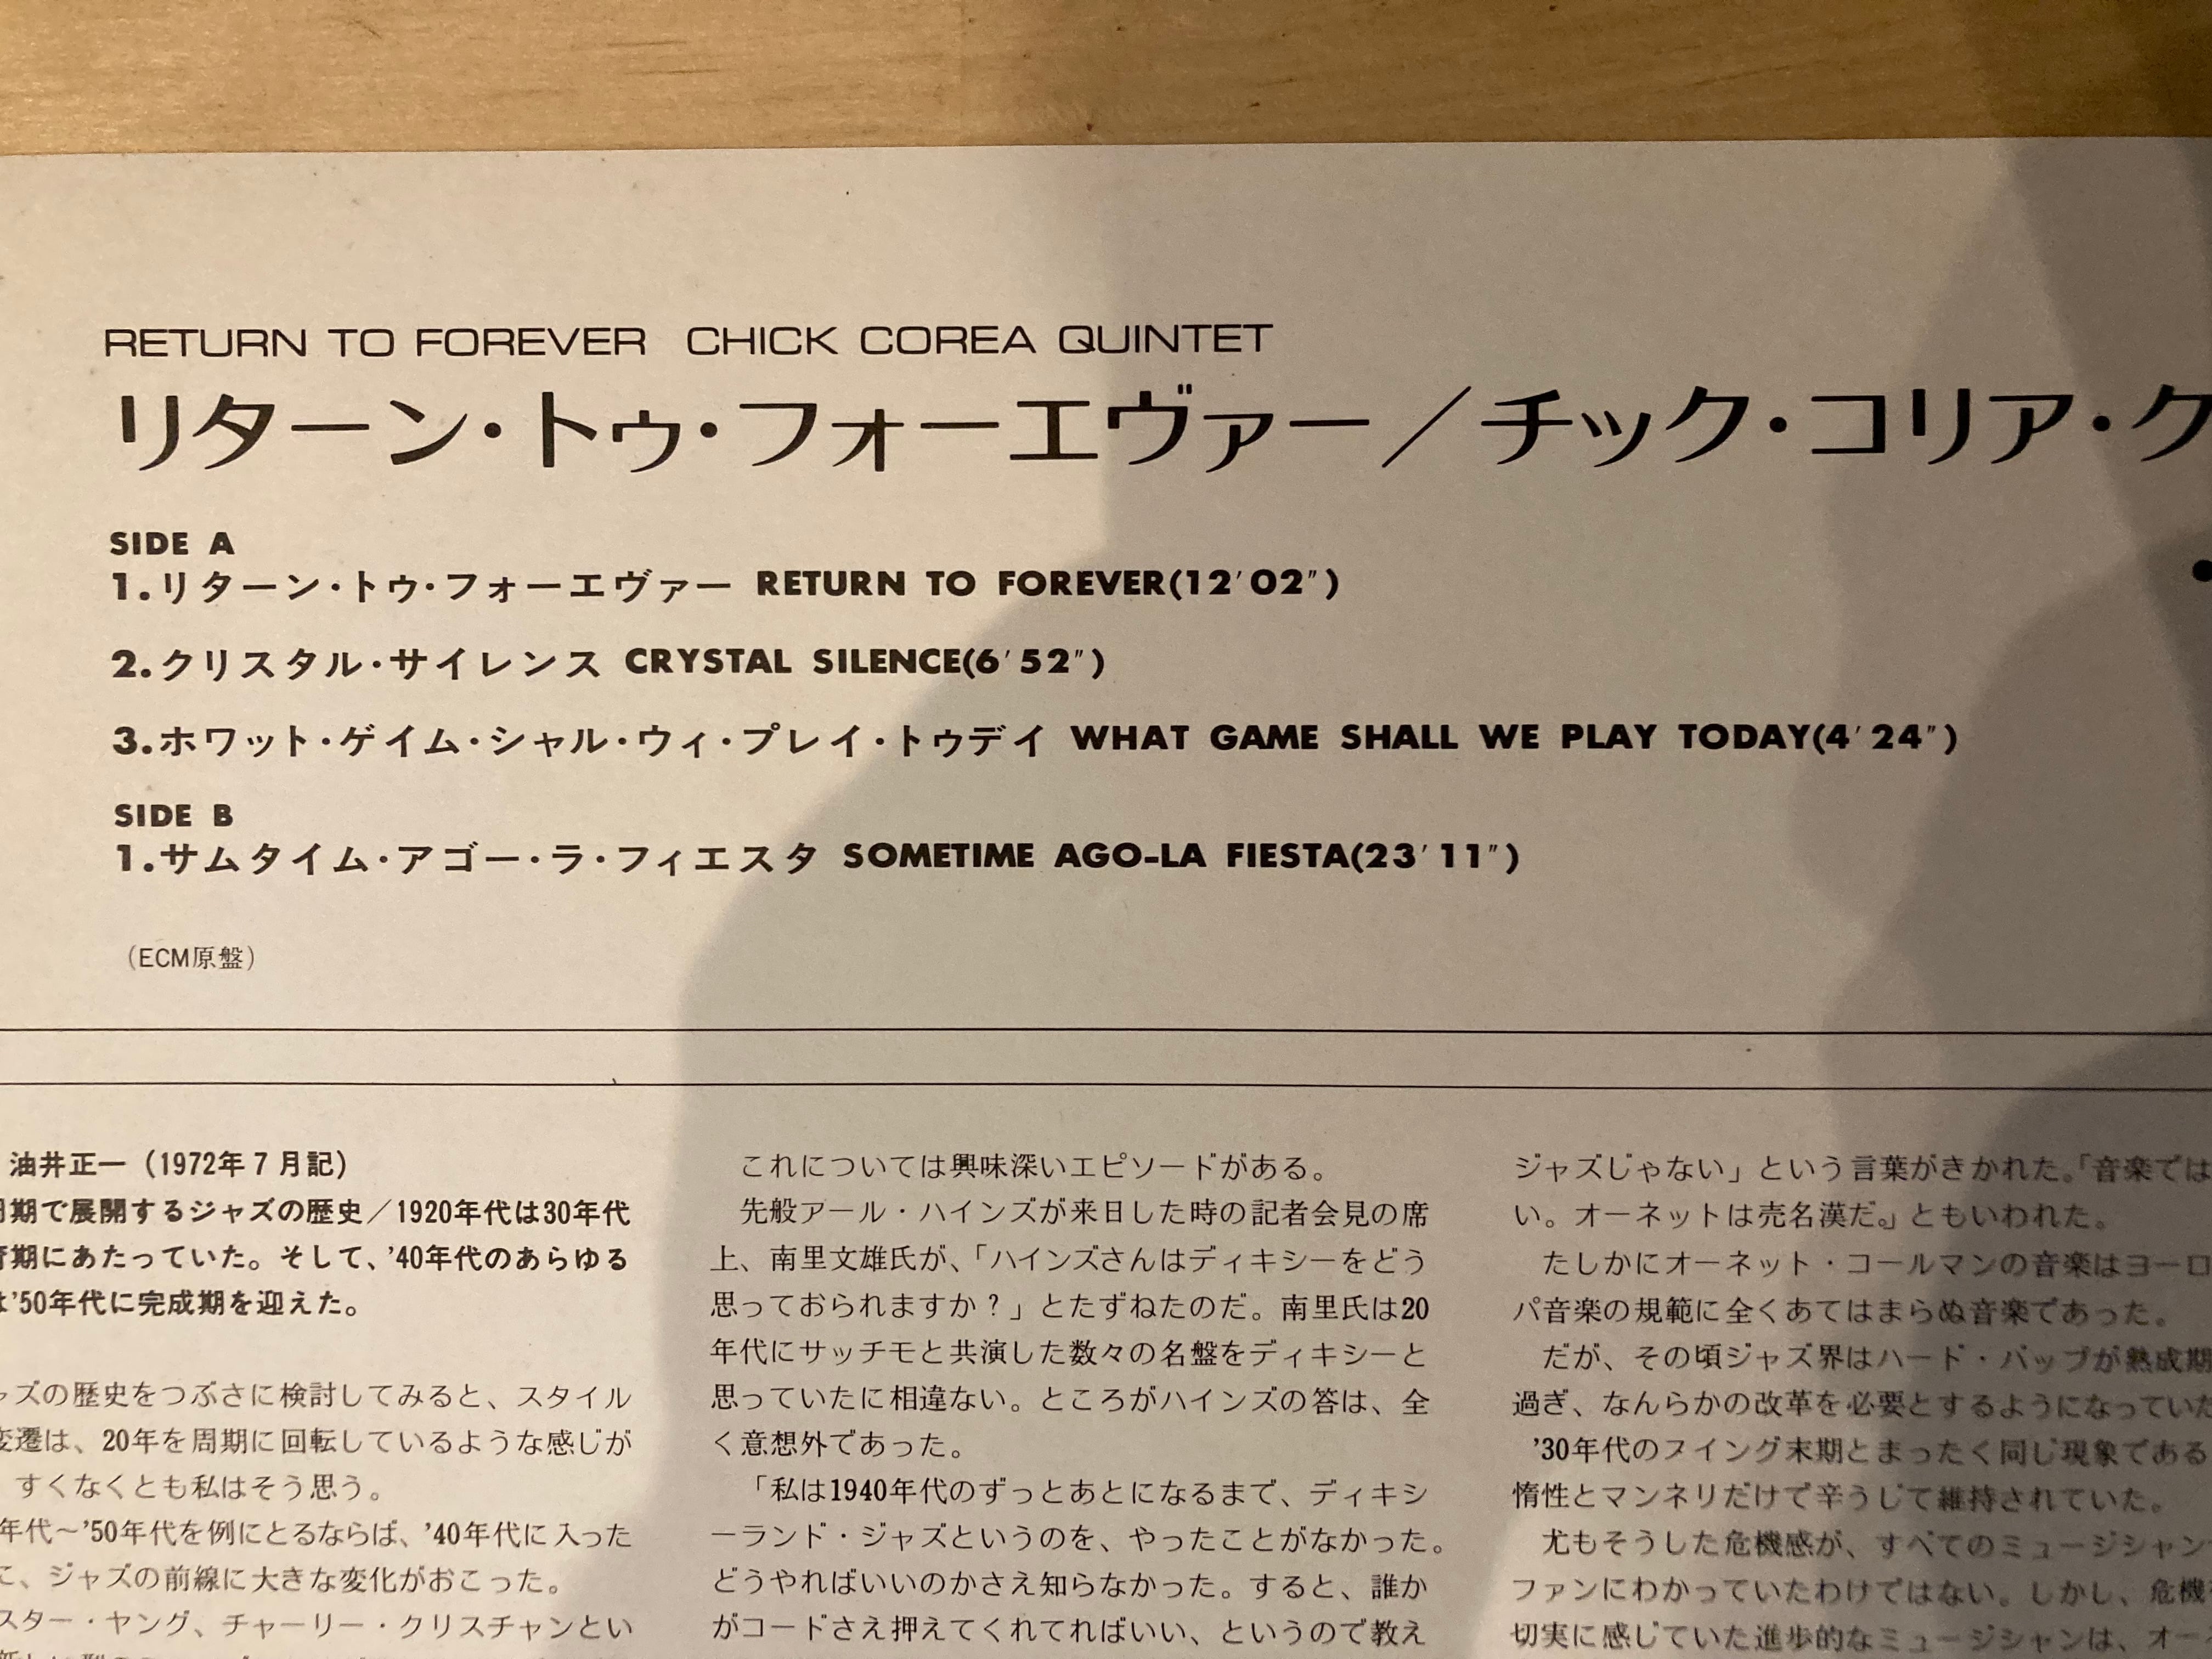 RETURN TO FOREVER CHICK COREA QUINTET
リターン・トゥ・フォーエヴァー／チック・コリア・ク
SIDE A
1.リターン・トゥ・フォーエヴァー RETURN TO FOREVER(12′02″)
2.クリスタル・サイレンス CRYSTAL SILENCE(6′52″)
3.ホワット・ゲイム・シャル・ウィ・プレイ・トゥデイ WHAT GAME SHALL WE PLAY TODAY(4′24″)
SIDE B
1.サムタイム・アゴー・ラ・フィエスタ SOMETIME AGO-LA FIESTA(23′11″)
(ECM原盤)
油井正一（1972年7月記）
期で展開するジャズの歴史／1920年代は30年代
期にあたっていた。そして、'40年代のあらゆる
は'50年代に完成期を迎えた。
ャズの歴史をつぶさに検討してみると、スタイル
変遷は、20年を周期に回転しているような感じが
すくなくとも私はそう思う。
年代～'50年代を例にとるならば、'40年代に入った
に、ジャズの前線に大きな変化がおこった。
スター・ヤング、チャーリー・クリスチャンとい
これについては興味深いエピソードがある。
先般アール・ハインズが来日した時の記者会見の席
上、南里文雄氏が、「ハインズさんはディキシーをどう
思っておられますか？」とたずねたのだ。南里氏は20
年代にサッチモと共演した数々の名盤をディキシーと
思っていたに相違ない。ところがハインズの答は、全
く意想外であった。
「私は1940年代のずっとあとになるまで、ディキシ
ーランド・ジャズというのを、やったことがなかった。
どうやればいいのかさえ知らなかった。すると、誰か
がコードさえ押えてくれてればいい、というので教え
ジャズじゃない」という言葉がきかれた。「音楽では
い。オーネットは売名漢だ。」ともいわれた。
たしかにオーネット・コールマンの音楽はヨーロ
パ音楽の規範に全くあてはまらぬ音楽であった。
だが、その頃ジャズ界はハード・バップが熟成期
過ぎ、なんらかの改革を必要とするようになっていた
'30年代のスイング末期とまったく同じ現象である
惰性とマンネリだけで辛うじて維持されていた。
尤もそうした危機感が、すべてのミュージシャン
ファンにわかっていたわけではない。しかし、危機
切実に感じていた進歩的なミュージシャンは、オー